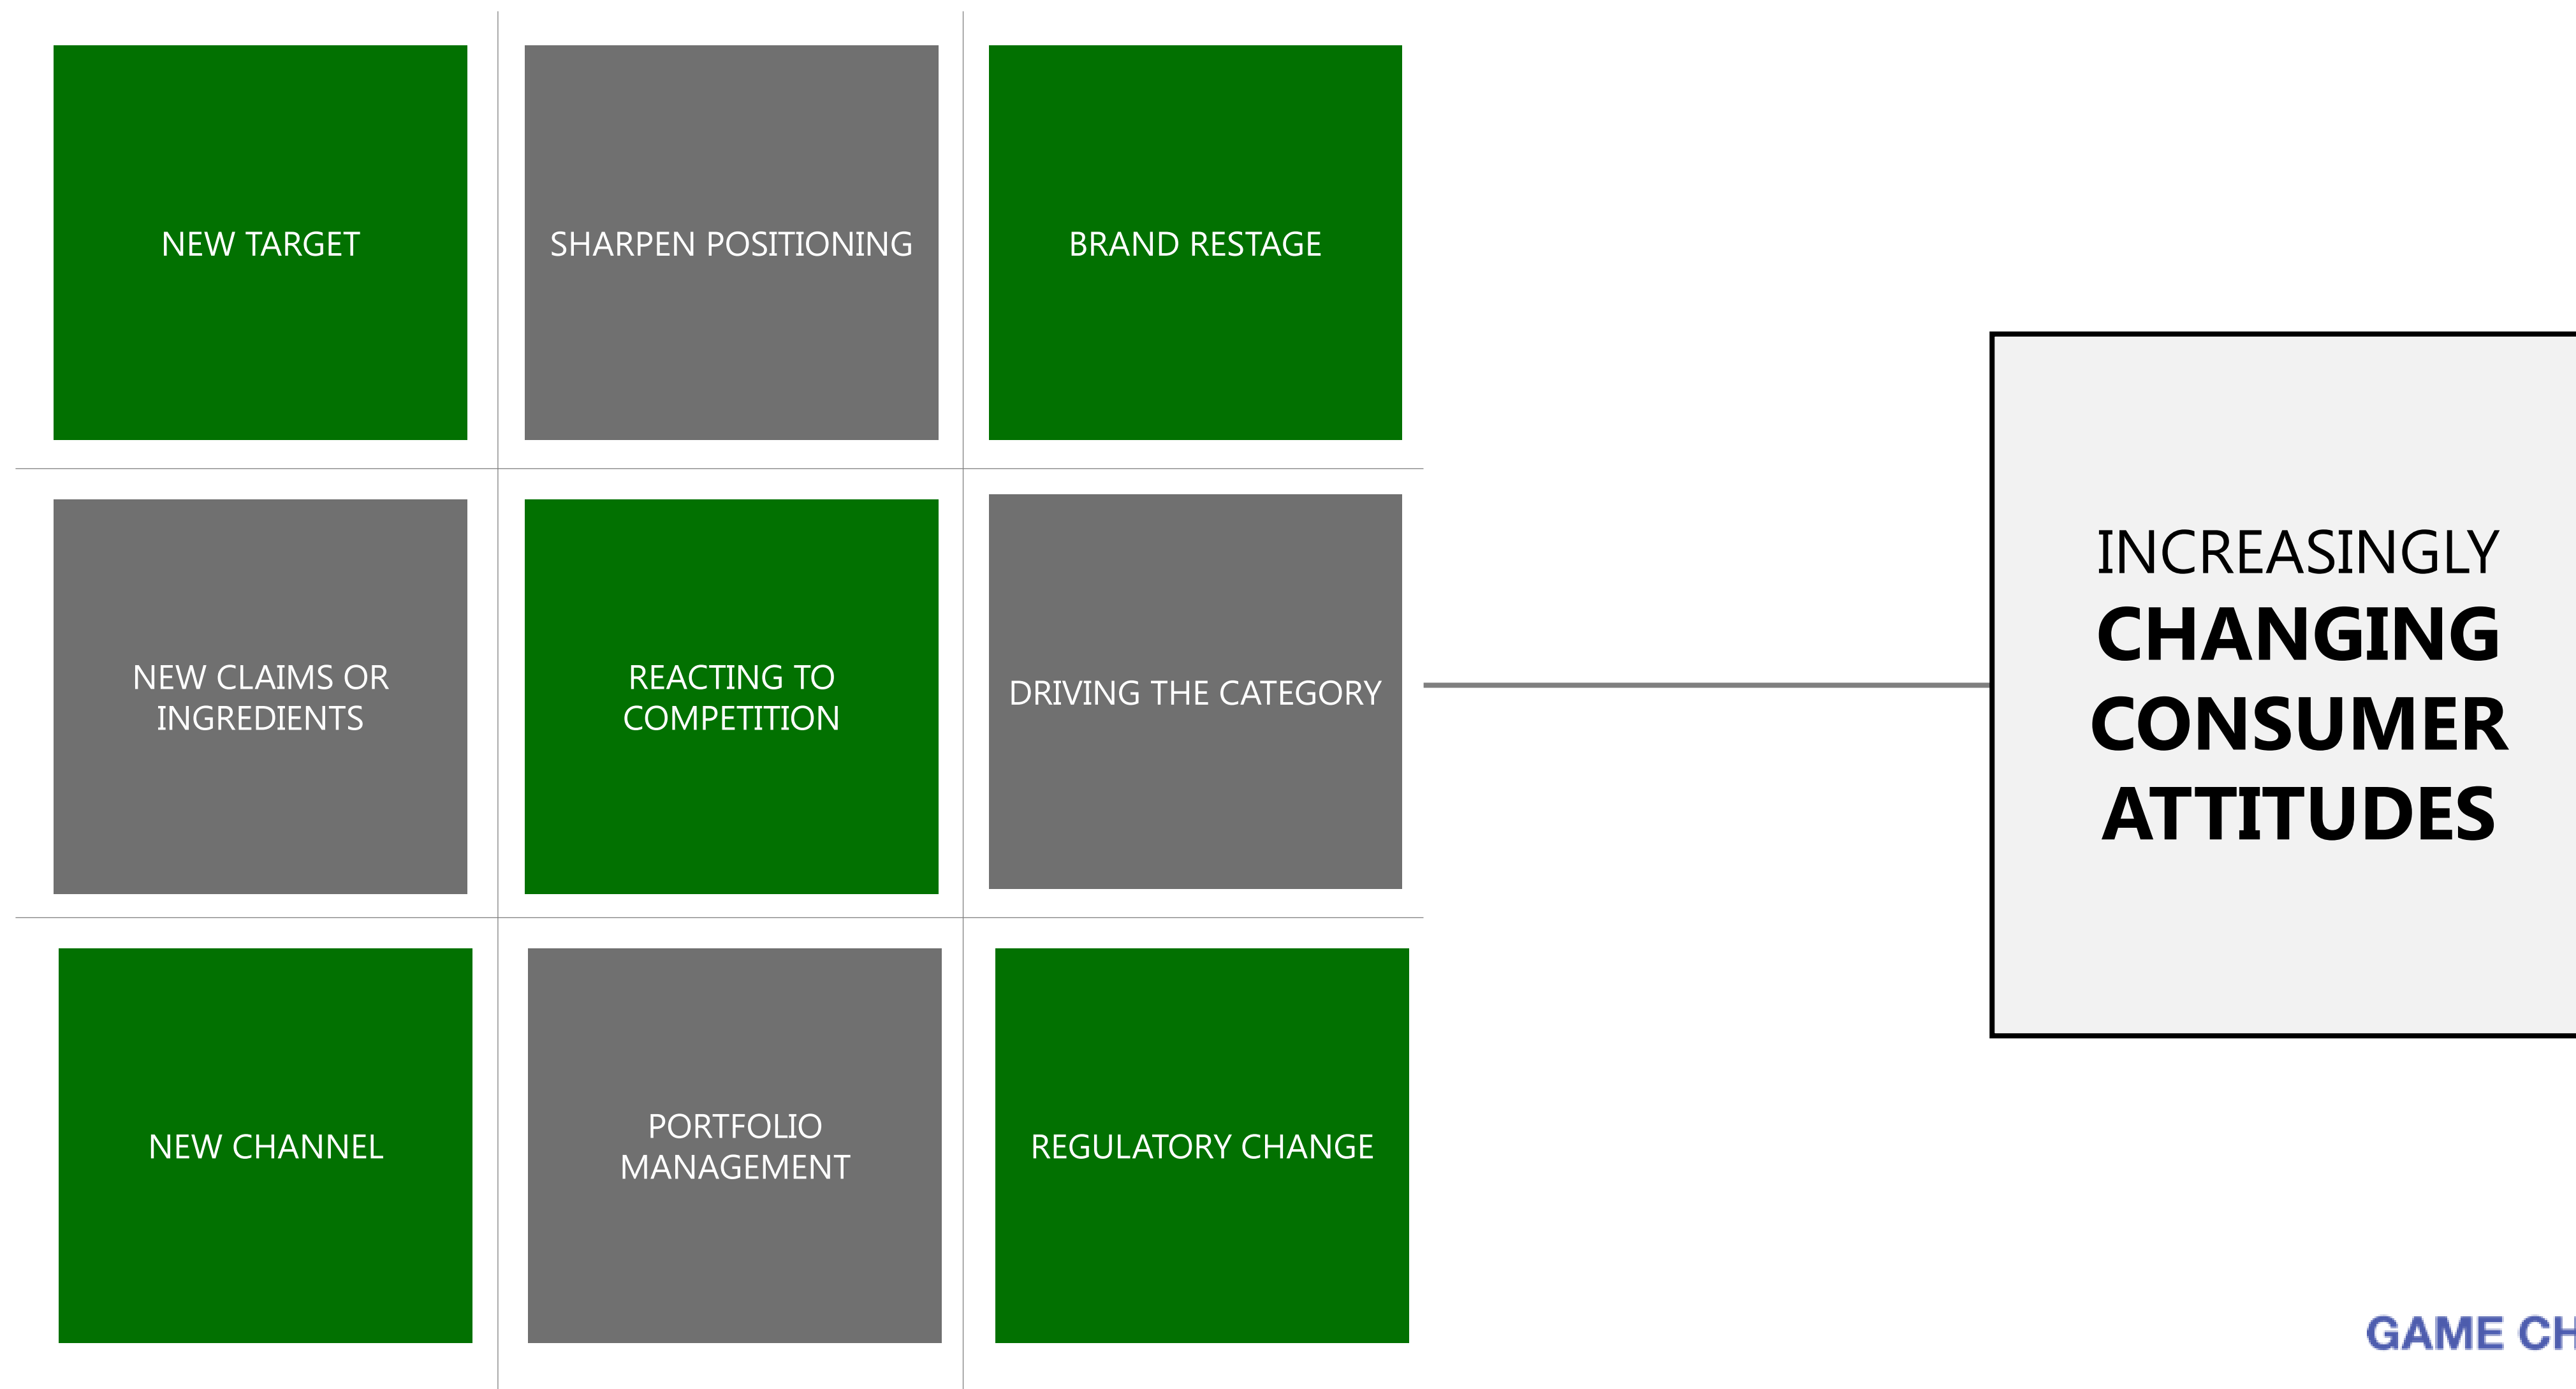 NEW TARGET
SHARPEN POSITIONING
BRAND RESTAGE
NEW CLAIMS OR
INGREDIENTS
REACTING TO
COMPETITION
DRIVING THE CATEGORY
NEW CHANNEL
PORTFOLIO
MANAGEMENT
REGULATORY CHANGE
INCREASINGLY
CHANGING
CONSUMER
ATTITUDES
GAME CH